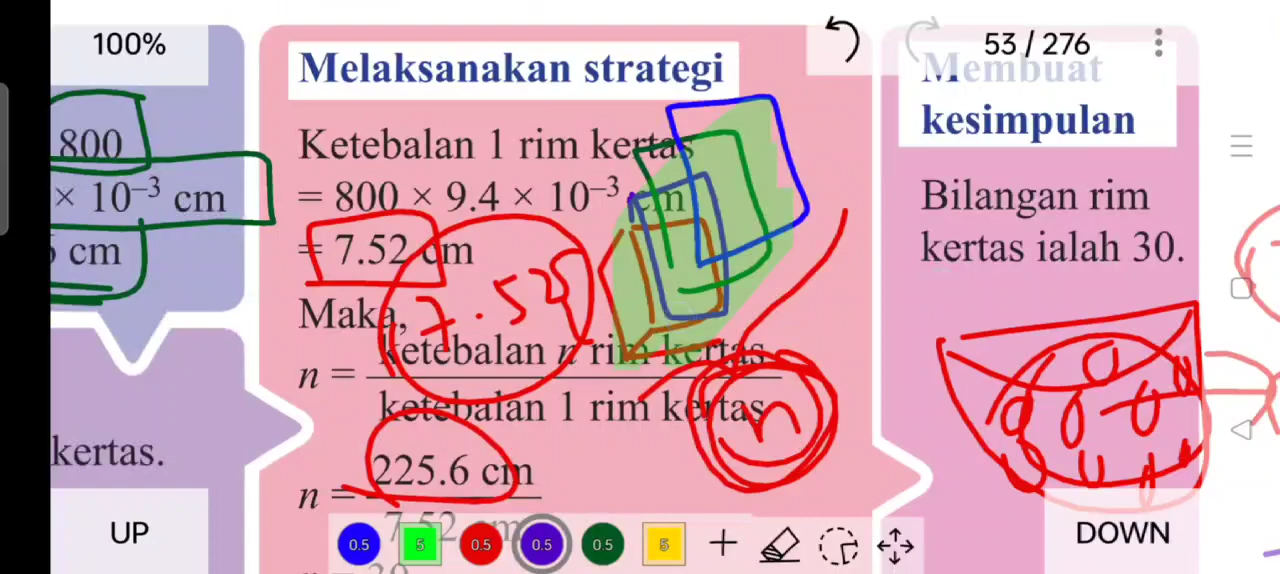 100%
53 / 276
800
× 10⁻³ cm
cm
kertas.
UP
Melaksanakan strategi
Ketebalan 1 rim kertas
= 800 × 9.4 × 10⁻³ cm
= 7.52 cm
7.52
Maka,
n = ketebalan n rim kertas
ketebalan 1 rim kertas
n
n = 225.6 cm
7.52 cm
0.5 5 0.5 0.5 0.5 5
Membuat
kesimpulan
Bilangan rim
kertas ialah 30.
DOWN